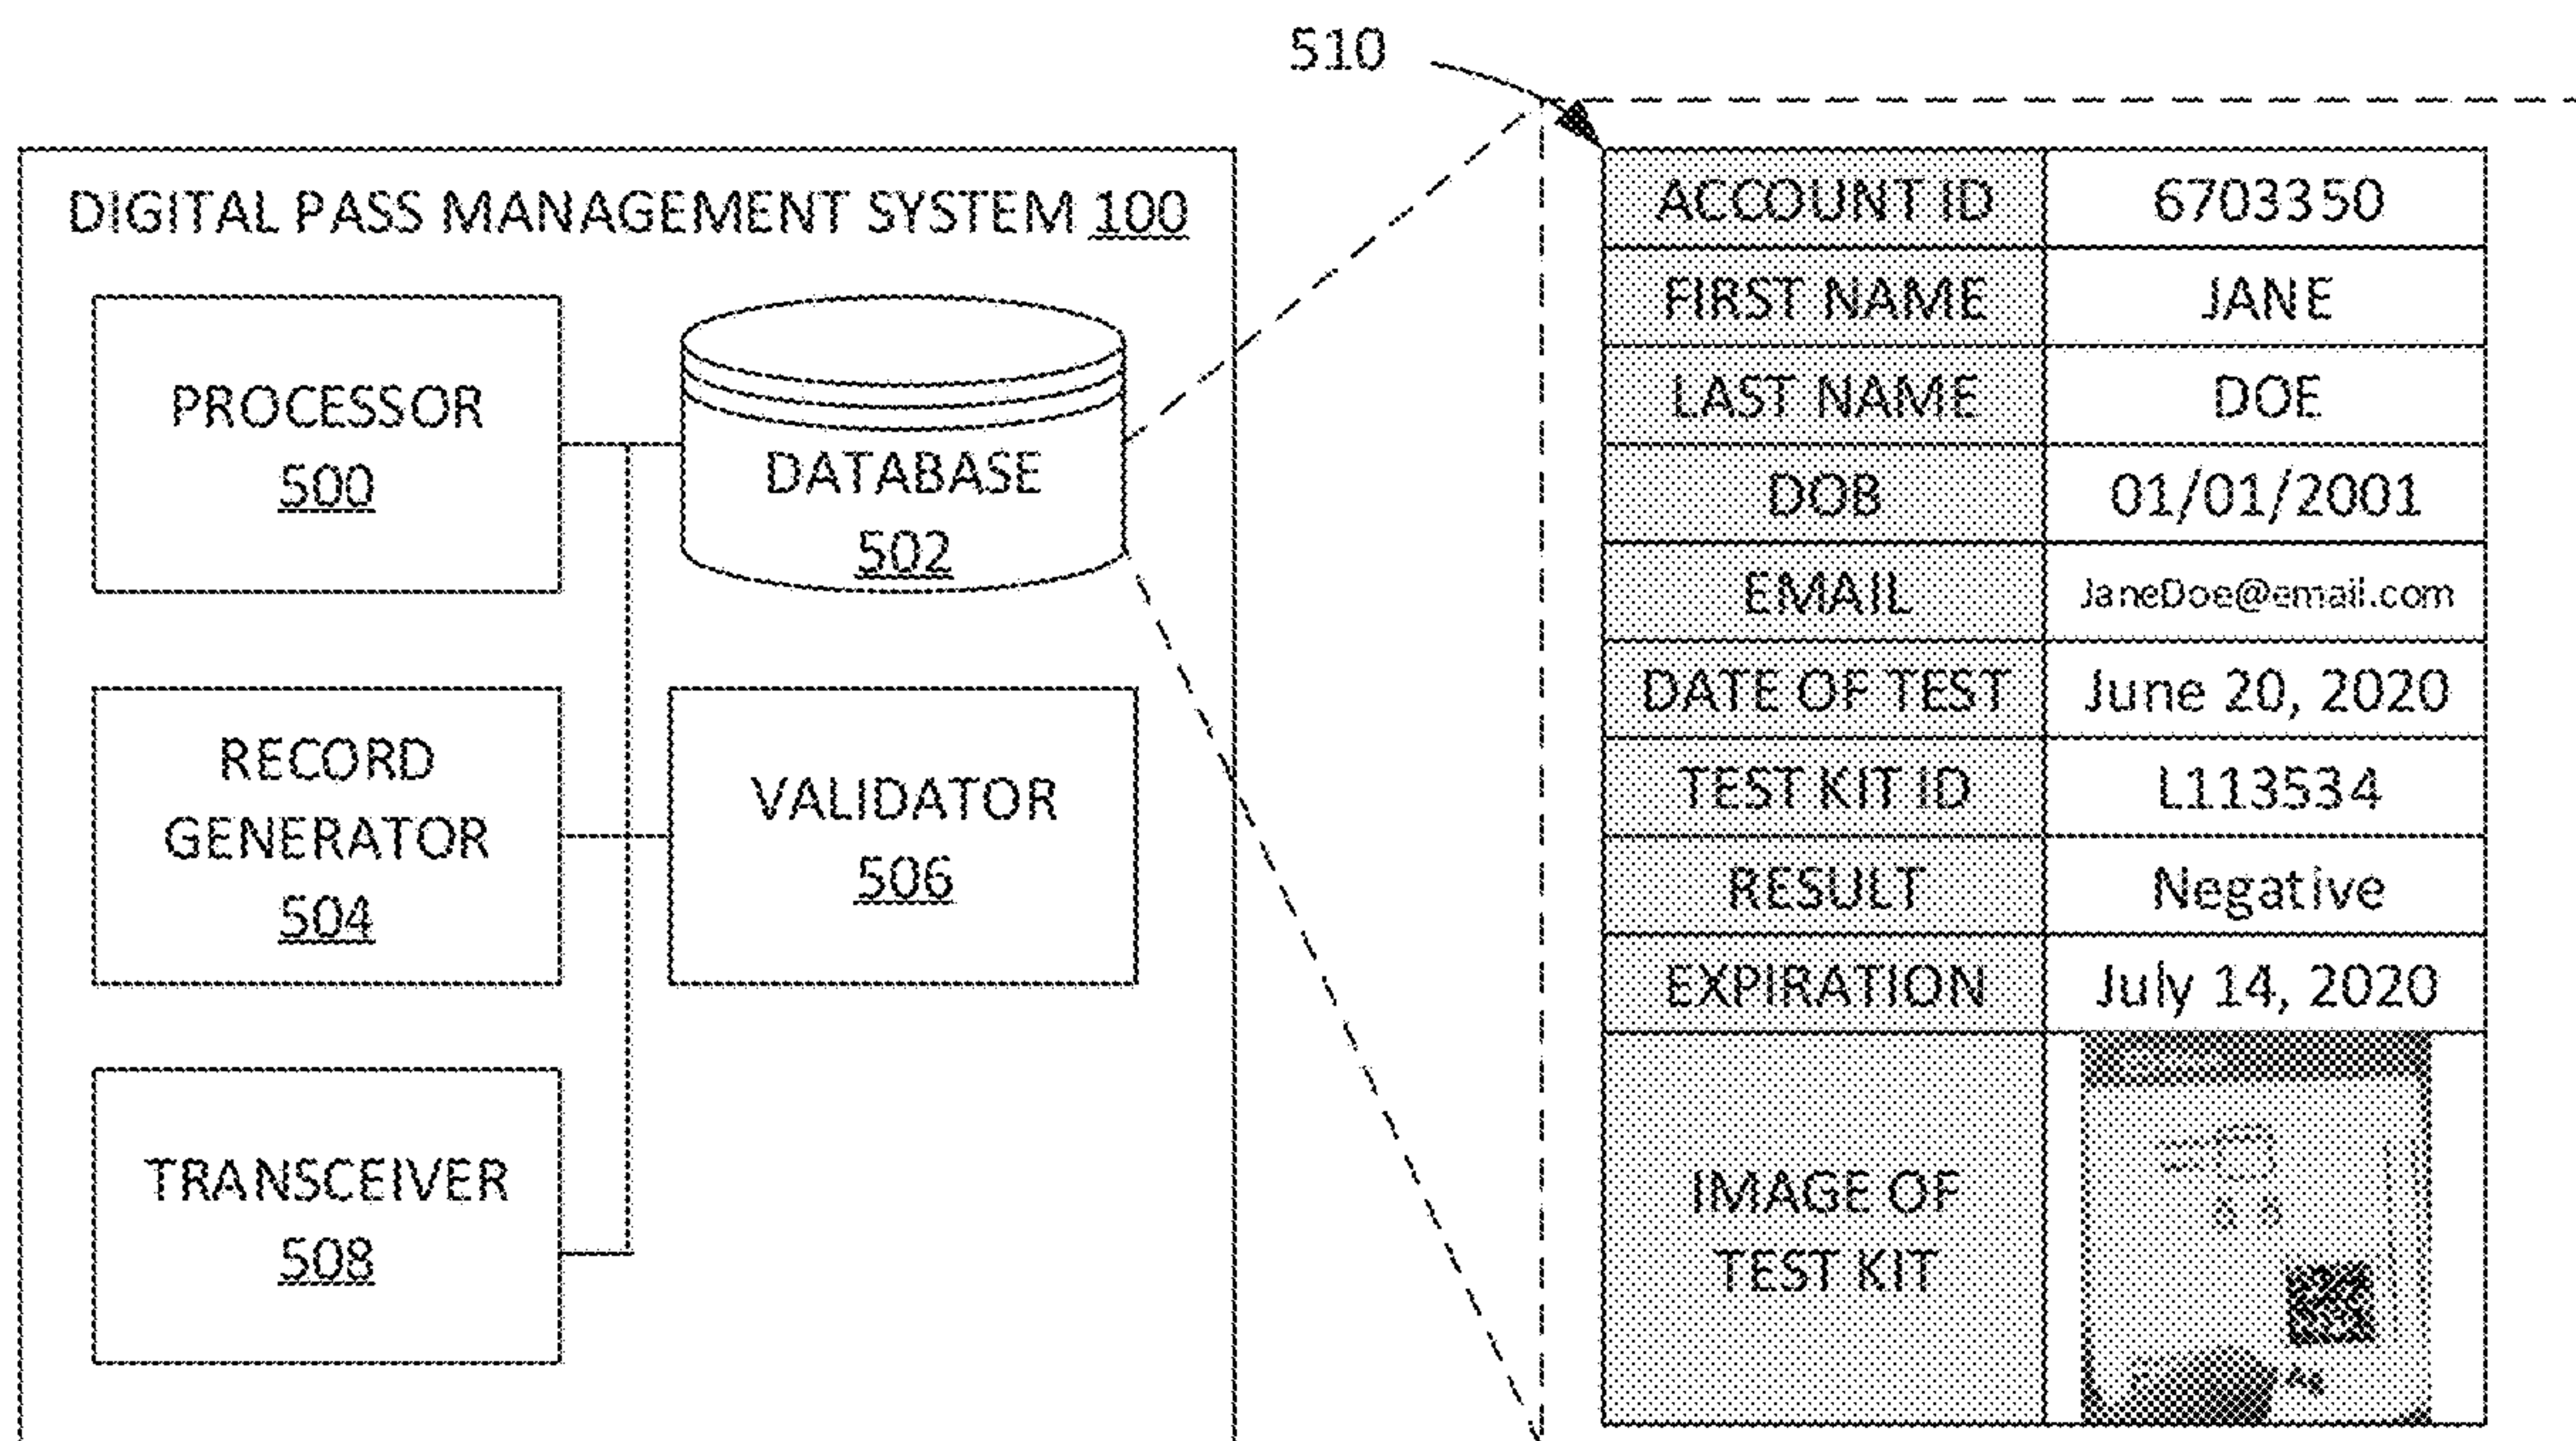 510
DIGITAL PASS MANAGEMENT SYSTEM 100
PROCESSOR
500
DATABASE
502
RECORD
GENERATOR
504
VALIDATOR
506
TRANSCEIVER
508
ACCOUNT ID 6703350
FIRST NAME JANE
LAST NAME DOE
DOB 01/01/2001
EMAIL JaneDoe@email.com
DATE OF TEST June 20, 2020
TEST KIT ID L113534
RESULT Negative
EXPIRATION July 14, 2020
IMAGE OF
TEST KIT